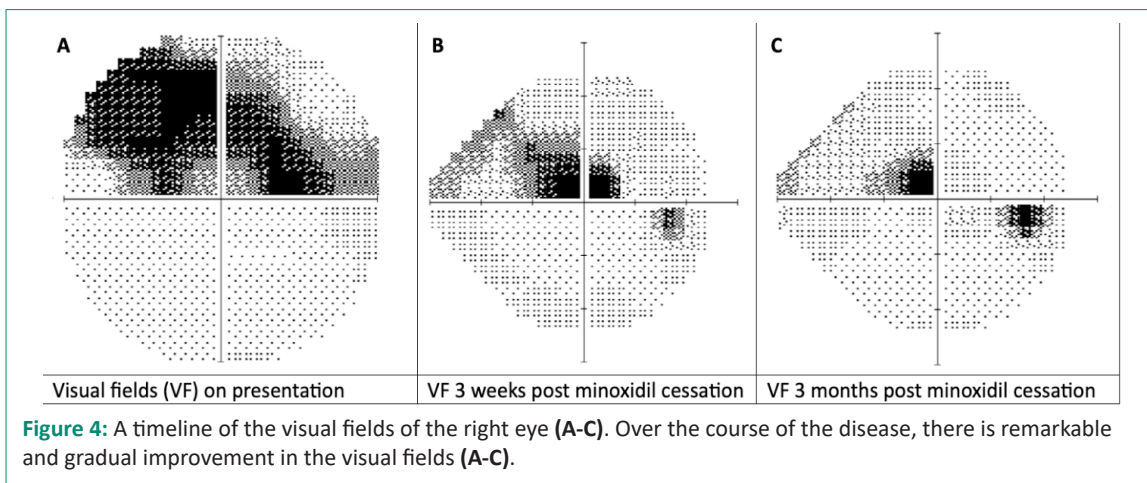 A
B
C
Visual fields (VF) on presentation
VF 3 weeks post minoxidil cessation
VF 3 months post minoxidil cessation
Figure 4: A timeline of the visual fields of the right eye (A-C). Over the course of the disease, there is remarkable
and gradual improvement in the visual fields (A-C).